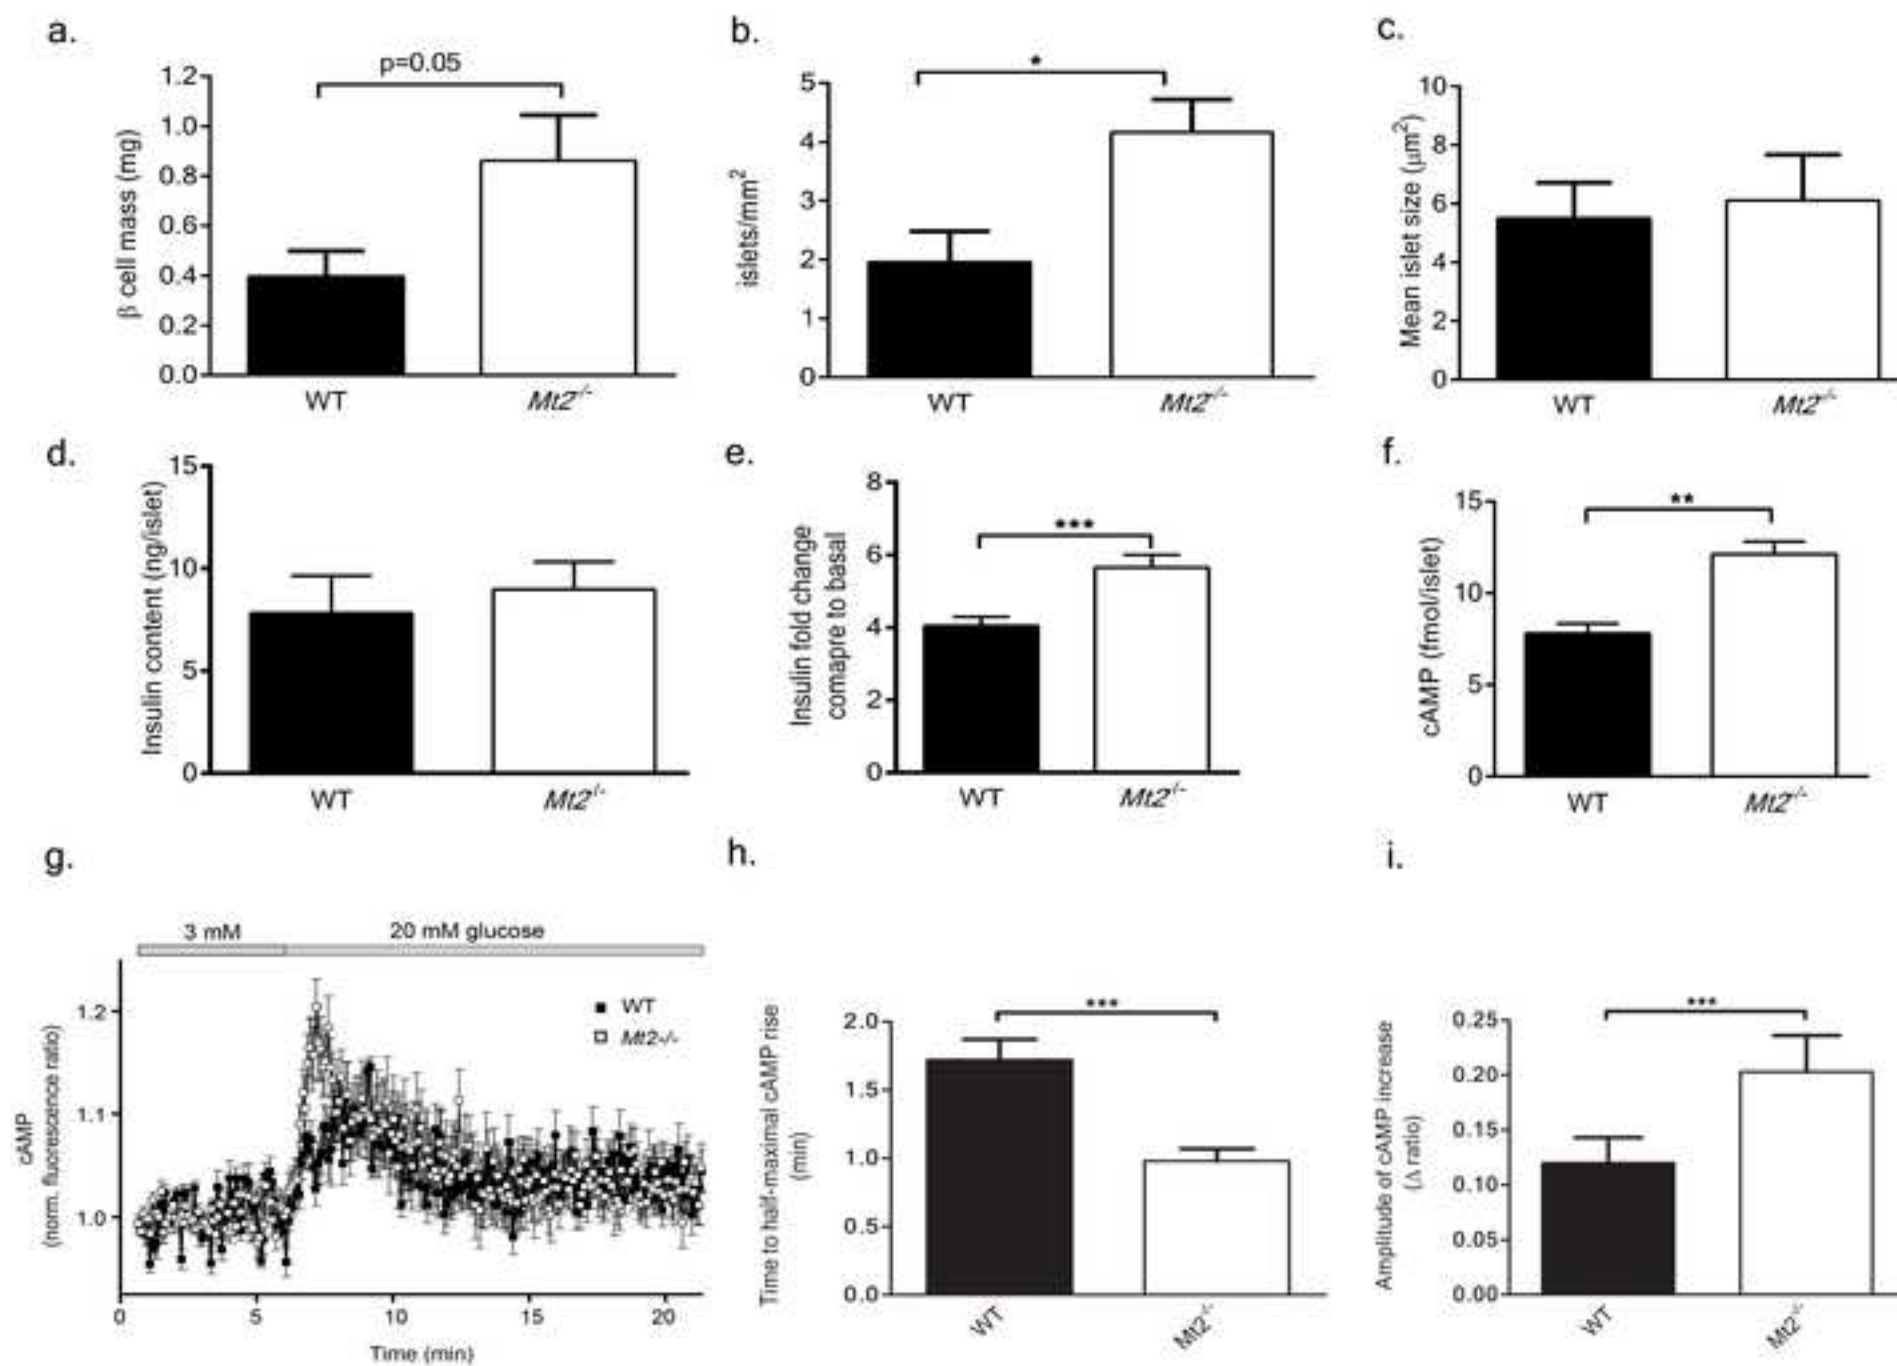 a.
p=0.05
β cell mass (mg)
1.2
1.0
0.8
0.6
0.4
0.2
0.0
WT
Mt2-/-
b.
*
islets/mm2
5
4
3
2
1
0
WT
Mt2-/-
c.
Mean islet size (μm2)
10
8
6
4
2
0
WT
Mt2-/-
d.
Insulin content (ng/islet)
15
10
5
0
WT
Mt2-/-
e.
***
Insulin fold change
comapre to basal
8
6
4
2
0
WT
Mt2-/-
f.
**
cAMP (fmol/islet)
15
10
5
0
WT
Mt2-/-
g.
3 mM
20 mM glucose
WT
Mt2-/-
cAMP
(norm. fluorescence ratio)
1.2
1.1
1.0
0
5
10
15
20
Time (min)
h.
***
Time to half-maximal cAMP rise
(min)
2.0
1.5
1.0
0.5
0.0
WT
Mt2-/-
i.
***
Amplitude of cAMP increase
(Δ ratio)
0.25
0.20
0.15
0.10
0.05
0.00
WT
Mt2-/-